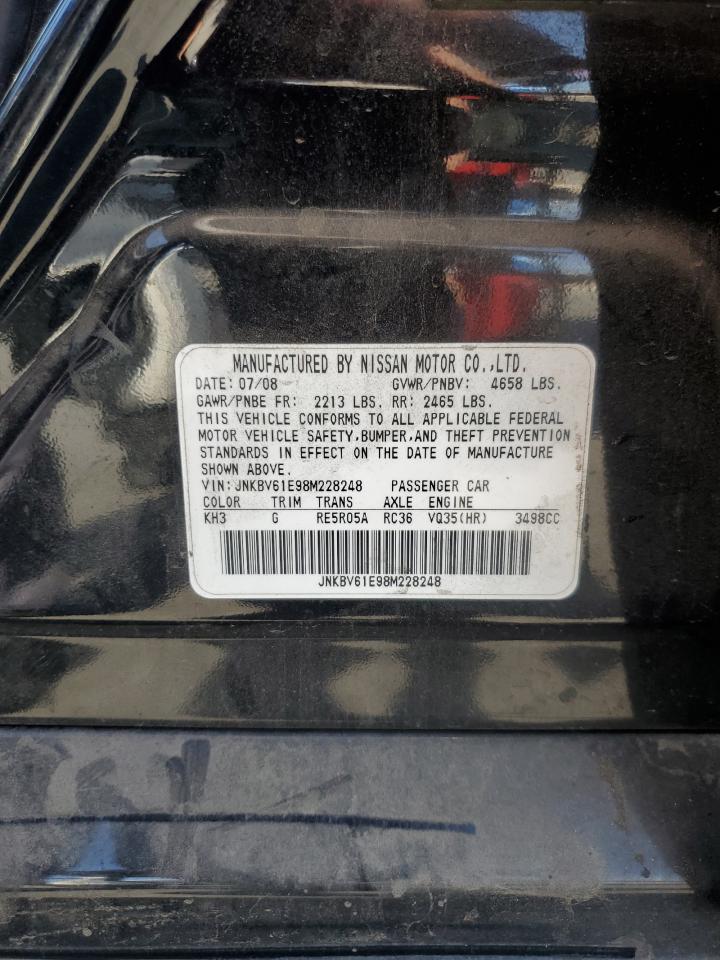 MANUFACTURED BY NISSAN MOTOR CO.,LTD.
DATE: 07/08 GVWR/PNBV: 4658 LBS.
GAWR/PNBE FR: 2213 LBS. RR: 2465 LBS.
THIS VEHICLE CONFORMS TO ALL APPLICABLE FEDERAL
MOTOR VEHICLE SAFETY,BUMPER,AND THEFT PREVENTION
STANDARDS IN EFFECT ON THE DATE OF MANUFACTURE
SHOWN ABOVE.
VIN: JNKBV61E98M228248 PASSENGER CAR
COLOR TRIM TRANS AXLE ENGINE
KH3 G RE5R05A RC36 VQ35(HR) 3498CC
JNKBV61E98M228248